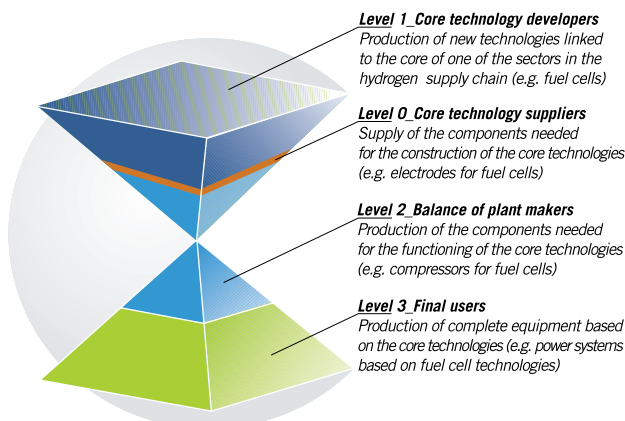 Level 1_Core technology developers
Production of new technologies linked
to the core of one of the sectors in the
hydrogen supply chain (e.g. fuel cells)
Level 0_Core technology suppliers
Supply of the components needed
for the construction of the core technologies
(e.g. electrodes for fuel cells)
Level 2_Balance of plant makers
Production of the components needed
for the functioning of the core technologies
(e.g. compressors for fuel cells)
Level 3_Final users
Production of complete equipment based
on the core technologies (e.g. power systems
based on fuel cell technologies)